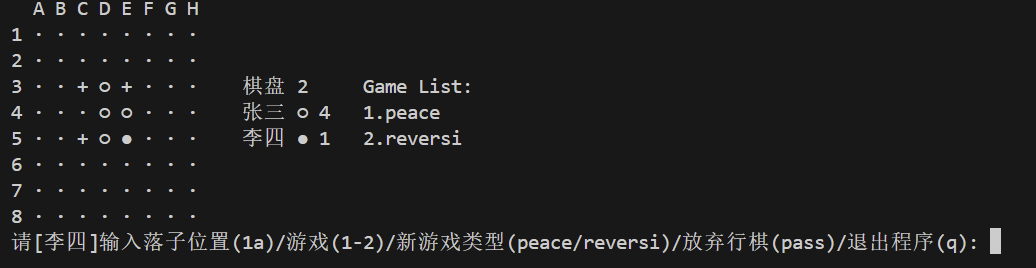 A B C D E F G H
1 · · · · · · · ·
2 · · · · · · · ·
3 · · + ○ + · · · 棋盘 2 Game List:
4 · · · ○ ○ · · · 张三 ○ 4 1.peace
5 · · + ○ ● · · · 李四 ● 1 2.reversi
6 · · · · · · · ·
7 · · · · · · · ·
8 · · · · · · · ·
请[李四]输入落子位置(1a)/游戏(1-2)/新游戏类型(peace/reversi)/放弃行棋(pass)/退出程序(q):